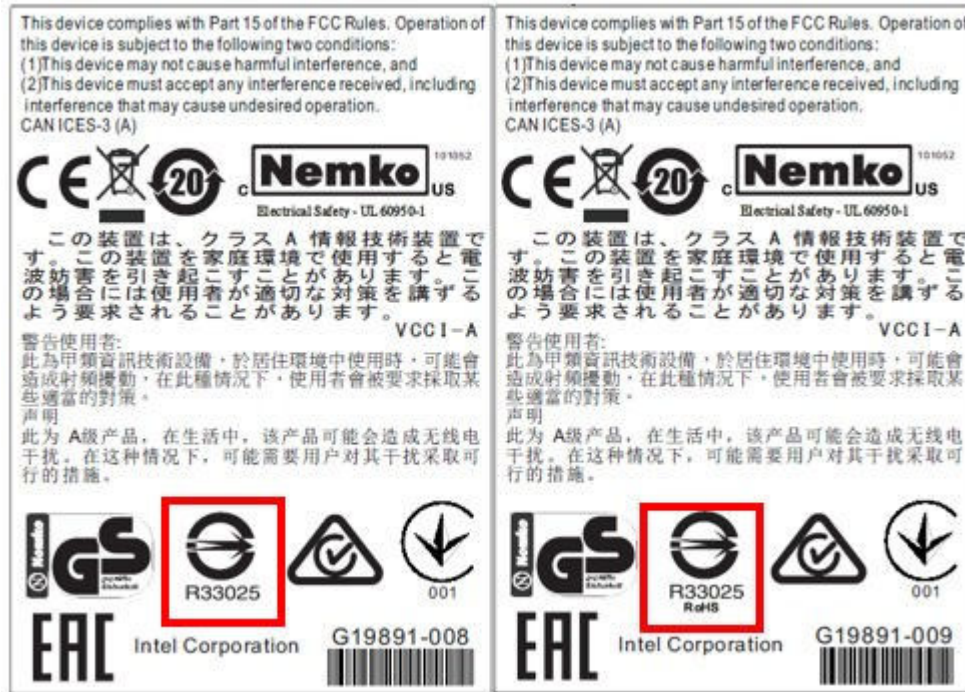 This device complies with Part 15 of the FCC Rules. Operation of
this device is subject to the following two conditions:
(1)This device may not cause harmful interference, and
(2)This device must accept any interference received, including
interference that may cause undesired operation.
CAN ICES-3 (A)
CE
20
c Nemko us
101052
Electrical Safety - UL 60950-1
この装置は、クラス A 情報技術装置で
す。この装置を家庭環境で使用すると電
波妨害を引き起こすことがあります。こ
の場合には使用者が適切な対策を講ずる
よう要求されることがあります。
VCCI-A
警告使用者:
此為甲類資訊技術設備，於居住環境中使用時，可能會
造成射頻擾動，在此種情況下，使用者會被要求採取某
些適當的對策。
声明
此为 A级产品，在生活中，该产品可能会造成无线电
干扰。在这种情况下，可能需要用户对其干扰采取可
行的措施。
Nemko
GS
R33025
001
EAC
Intel Corporation
G19891-008
This device complies with Part 15 of the FCC Rules. Operation of
this device is subject to the following two conditions:
(1)This device may not cause harmful interference, and
(2)This device must accept any interference received, including
interference that may cause undesired operation.
CAN ICES-3 (A)
CE
20
c Nemko us
101052
Electrical Safety - UL 60950-1
この装置は、クラス A 情報技術装置で
す。この装置を家庭環境で使用すると電
波妨害を引き起こすことがあります。こ
の場合には使用者が適切な対策を講ずる
よう要求されることがあります。
VCCI-A
警告使用者:
此為甲類資訊技術設備，於居住環境中使用時，可能會
造成射頻擾動，在此種情況下，使用者會被要求採取某
些適當的對策。
声明
此为 A级产品，在生活中，该产品可能会造成无线电
干扰。在这种情况下，可能需要用户对其干扰采取可
行的措施。
Nemko
GS
R33025
RoHS
001
EAC
Intel Corporation
G19891-009